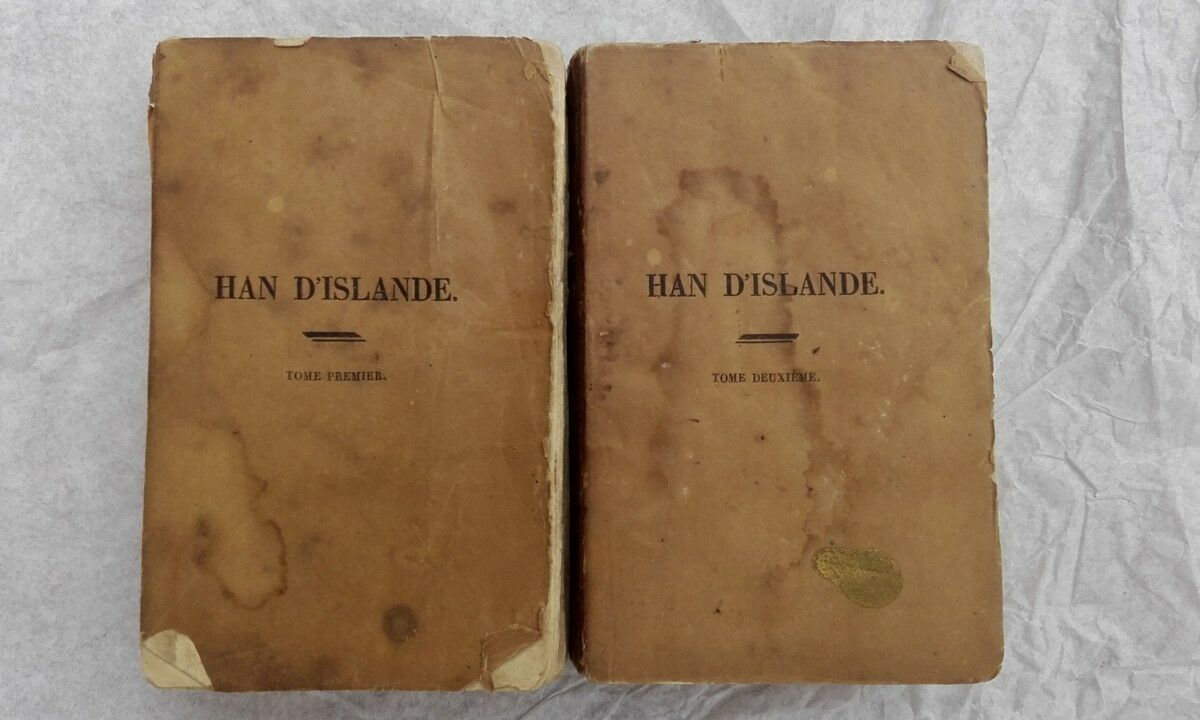 HAN D'ISLANDE.
TOME PREMIER.
HAN D'ISLANDE.
TOME DEUXIÈME.